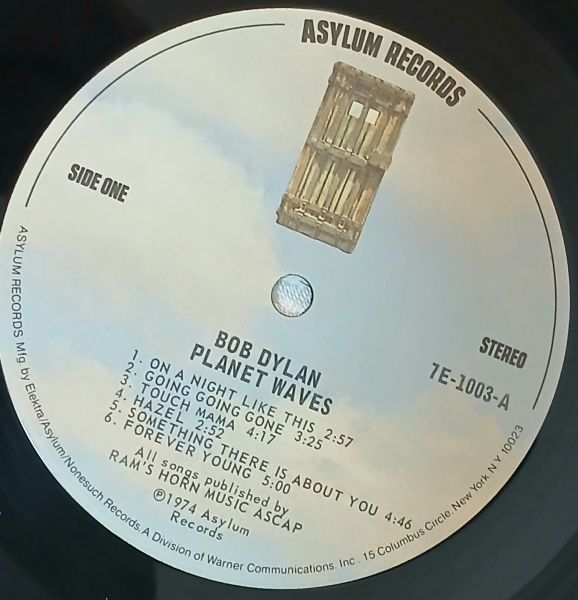 ASYLUM RECORDS
SIDE ONE
STEREO
7E-1003-A
BOB DYLAN
PLANET WAVES
1. ON A NIGHT LIKE THIS 2:57
2. GOING GOING GONE 3:25
3. TOUCH MAMA 4:17
4. HAZEL 2:52
5. SOMETHING THERE IS ABOUT YOU 4:46
6. FOREVER YOUNG 5:00
All songs published by
RAM'S HORN MUSIC ASCAP
℗1974 Asylum
Records
ASYLUM RECORDS Mfg. by Elektra/Asylum/Nonesuch Records, A Division of Warner Communications, Inc. 15 Columbus Circle, New York N Y 10023